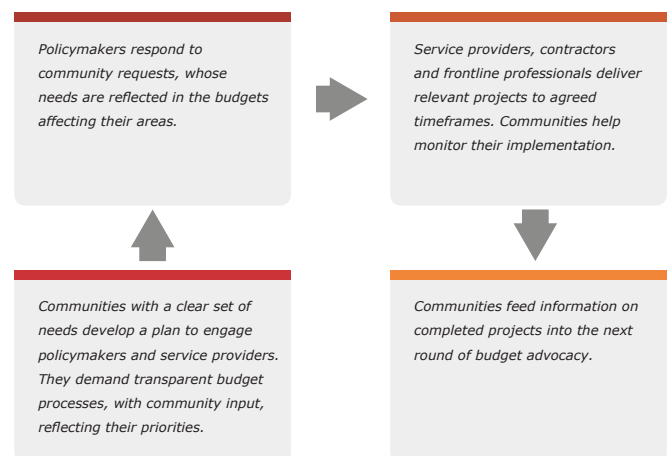 Policymakers respond to
community requests, whose
needs are reflected in the budgets
affecting their areas.
Service providers, contractors
and frontline professionals deliver
relevant projects to agreed
timeframes. Communities help
monitor their implementation.
Communities with a clear set of
needs develop a plan to engage
policymakers and service providers.
They demand transparent budget
processes, with community input,
reflecting their priorities.
Communities feed information on
completed projects into the next
round of budget advocacy.